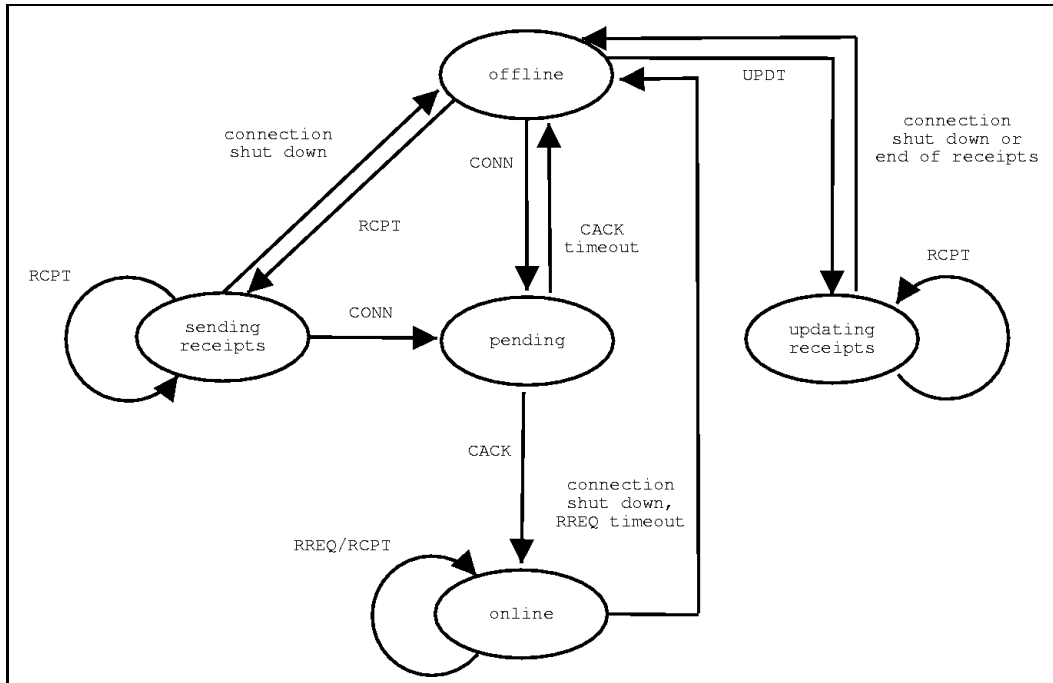 offline
UPDT
connection
shut down
connection
shut down or
end of receipts
CONN
RCPT
CACK
timeout
RCPT
RCPT
CONN
sending
receipts
pending
updating
receipts
CACK
connection
shut down,
RREQ timeout
RREQ/RCPT
online